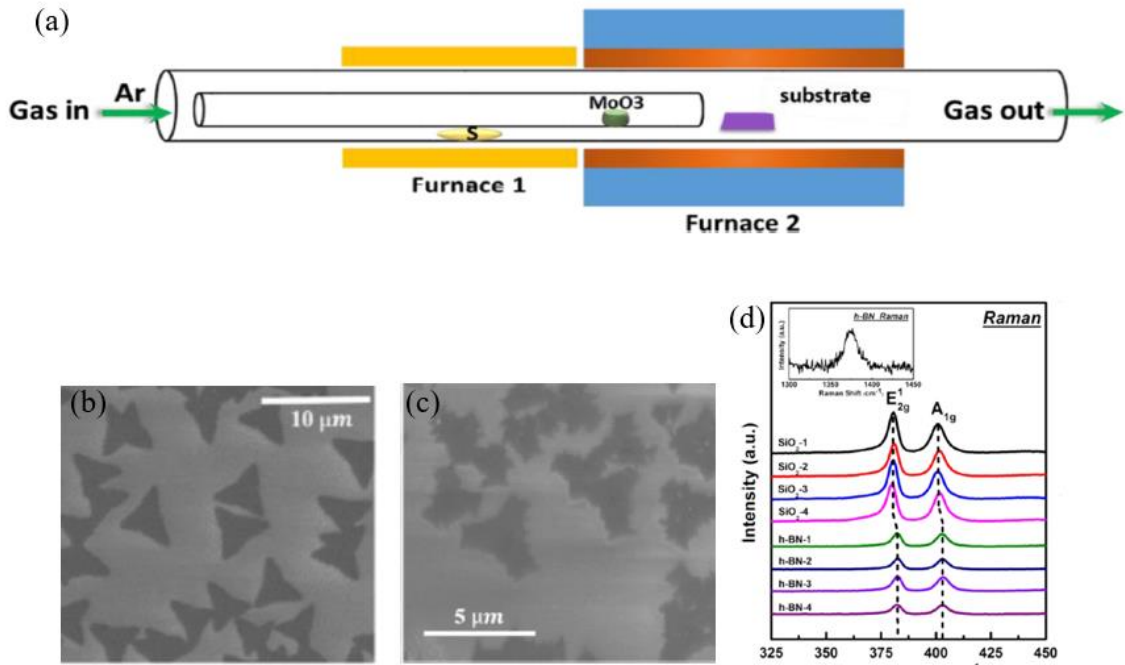 (a)
Gas in
Ar
MoO3
substrate
S
Gas out
Furnace 1
Furnace 2
(b)
10 μm
(c)
5 μm
(d)
h-BN Raman
Raman
Intensity (a.u.)
1300 1350 1400 1450
Raman Shift cm⁻¹
E¹2g
A1g
SiO2-1
SiO2-2
SiO2-3
SiO2-4
h-BN-1
h-BN-2
h-BN-3
h-BN-4
Intensity (a.u.)
325 350 375 400 425 450